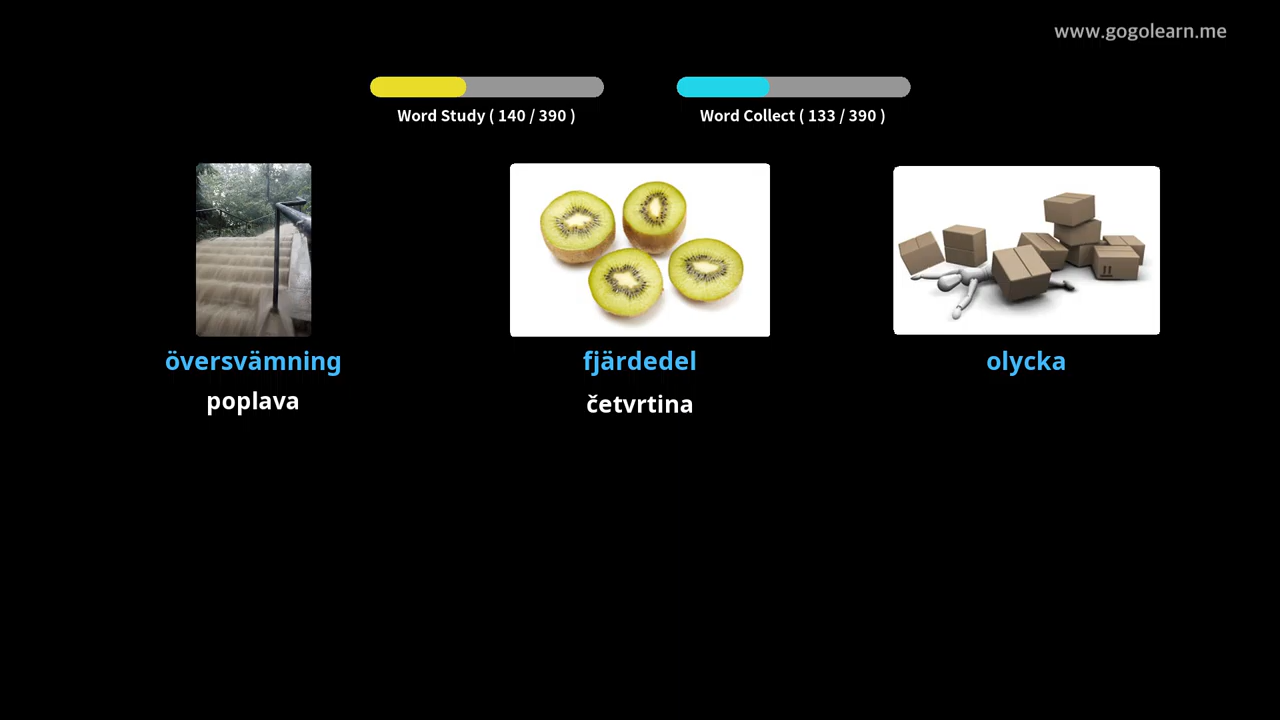 www.gogolearn.me
Word Study ( 140 / 390 )
Word Collect ( 133 / 390 )
översvämning
fjärdedel
olycka
poplava
četvrtina